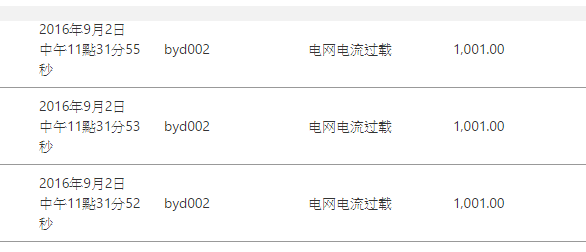 2016年9月2日
中午11點31分55 byd002 电网电流过载 1,001.00
秒
2016年9月2日
中午11點31分53 byd002 电网电流过载 1,001.00
秒
2016年9月2日
中午11點31分52 byd002 电网电流过载 1,001.00
秒